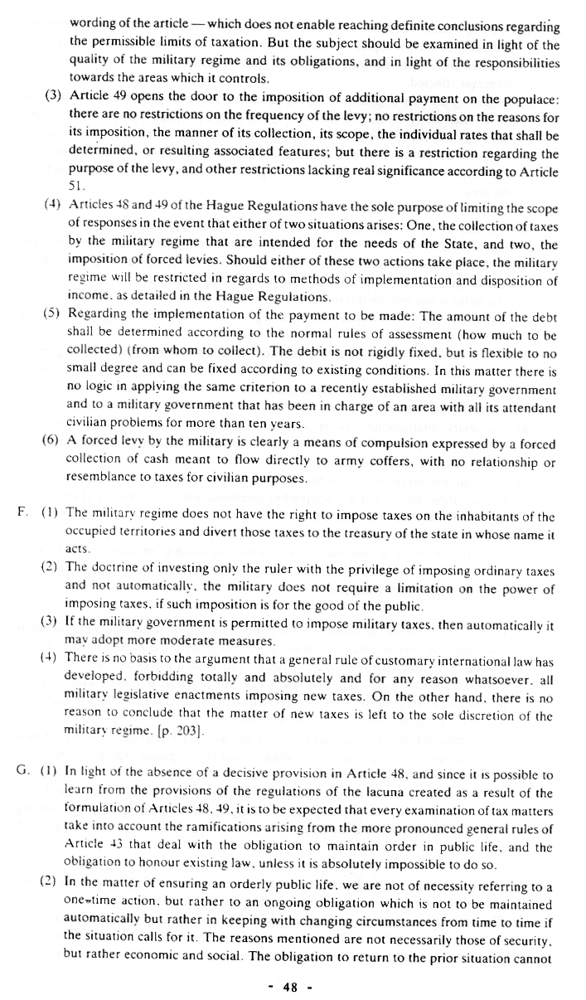 wording of the article — which does not enable reaching definite conclusions regarding
the permissible limits of taxation. But the subject should be examined in light of the
quality of the military regime and its obligations, and in light of the responsibilities
towards the areas which it controls.
(3) Article 49 opens the door to the imposition of additional payment on the populace:
there are no restrictions on the frequency of the levy; no restrictions on the reasons for
its imposition, the manner of its collection, its scope, the individual rates that shall be
determined, or resulting associated features; but there is a restriction regarding the
purpose of the levy, and other restrictions lacking real significance according to Article
51.
(4) Articles 48 and 49 of the Hague Regulations have the sole purpose of limiting the scope
of responses in the event that either of two situations arises: One, the collection of taxes
by the military regime that are intended for the needs of the State, and two, the
imposition of forced levies. Should either of these two actions take place, the military
regime will be restricted in regards to methods of implementation and disposition of
income, as detailed in the Hague Regulations.
(5) Regarding the implementation of the payment to be made: The amount of the debt
shall be determined according to the normal rules of assessment (how much to be
collected) (from whom to collect). The debit is not rigidly fixed, but is flexible to no
small degree and can be fixed according to existing conditions. In this matter there is
no logic in applying the same criterion to a recently established military government
and to a military government that has been in charge of an area with all its attendant
civilian problems for more than ten years.
(6) A forced levy by the military is clearly a means of compulsion expressed by a forced
collection of cash meant to flow directly to army coffers, with no relationship or
resemblance to taxes for civilian purposes.
F. (1) The military regime does not have the right to impose taxes on the inhabitants of the
occupied territories and divert those taxes to the treasury of the state in whose name it
acts.
(2) The doctrine of investing only the ruler with the privilege of imposing ordinary taxes
and not automatically, the military does not require a limitation on the power of
imposing taxes, if such imposition is for the good of the public.
(3) If the military government is permitted to impose military taxes, then automatically it
may adopt more moderate measures.
(4) There is no basis to the argument that a general rule of customary international law has
developed, forbidding totally and absolutely and for any reason whatsoever, all
military legislative enactments imposing new taxes. On the other hand, there is no
reason to conclude that the matter of new taxes is left to the sole discretion of the
military regime. [p. 203].
G. (1) In light of the absence of a decisive provision in Article 48, and since it is possible to
learn from the provisions of the regulations of the lacuna created as a result of the
formulation of Articles 48, 49, it is to be expected that every examination of tax matters
take into account the ramifications arising from the more pronounced general rules of
Article 43 that deal with the obligation to maintain order in public life, and the
obligation to honour existing law, unless it is absolutely impossible to do so.
(2) In the matter of ensuring an orderly public life, we are not of necessity referring to a
one-time action, but rather to an ongoing obligation which is not to be maintained
automatically but rather in keeping with changing circumstances from time to time if
the situation calls for it. The reasons mentioned are not necessarily those of security,
but rather economic and social. The obligation to return to the prior situation cannot
- 48 -